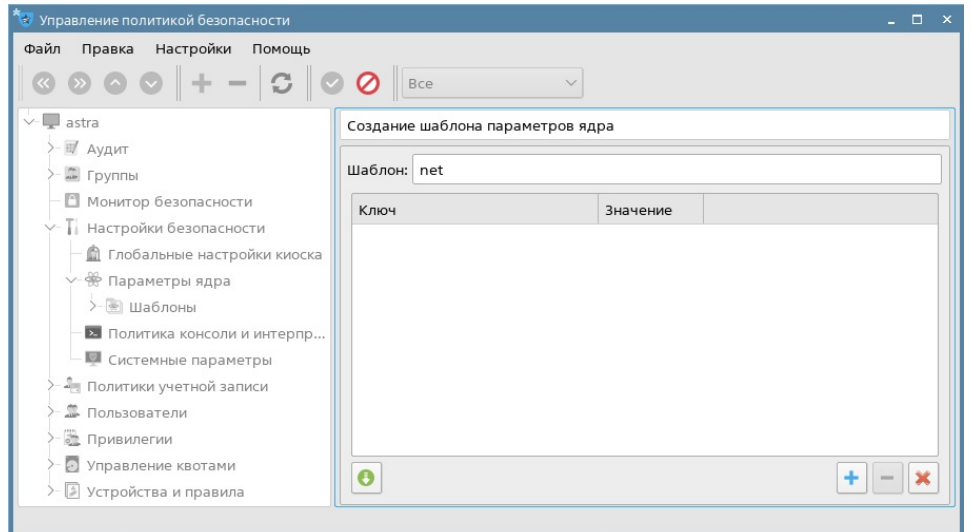 Управление политикой безопасности
Файл Правка Настройки Помощь
Все
astra
Аудит
Группы
Монитор безопасности
Настройки безопасности
Глобальные настройки киоска
Параметры ядра
Шаблоны
Политика консоли и интерпр...
Системные параметры
Политики учетной записи
Пользователи
Привилегии
Управление квотами
Устройства и правила
Создание шаблона параметров ядра
Шаблон: net
Ключ Значение